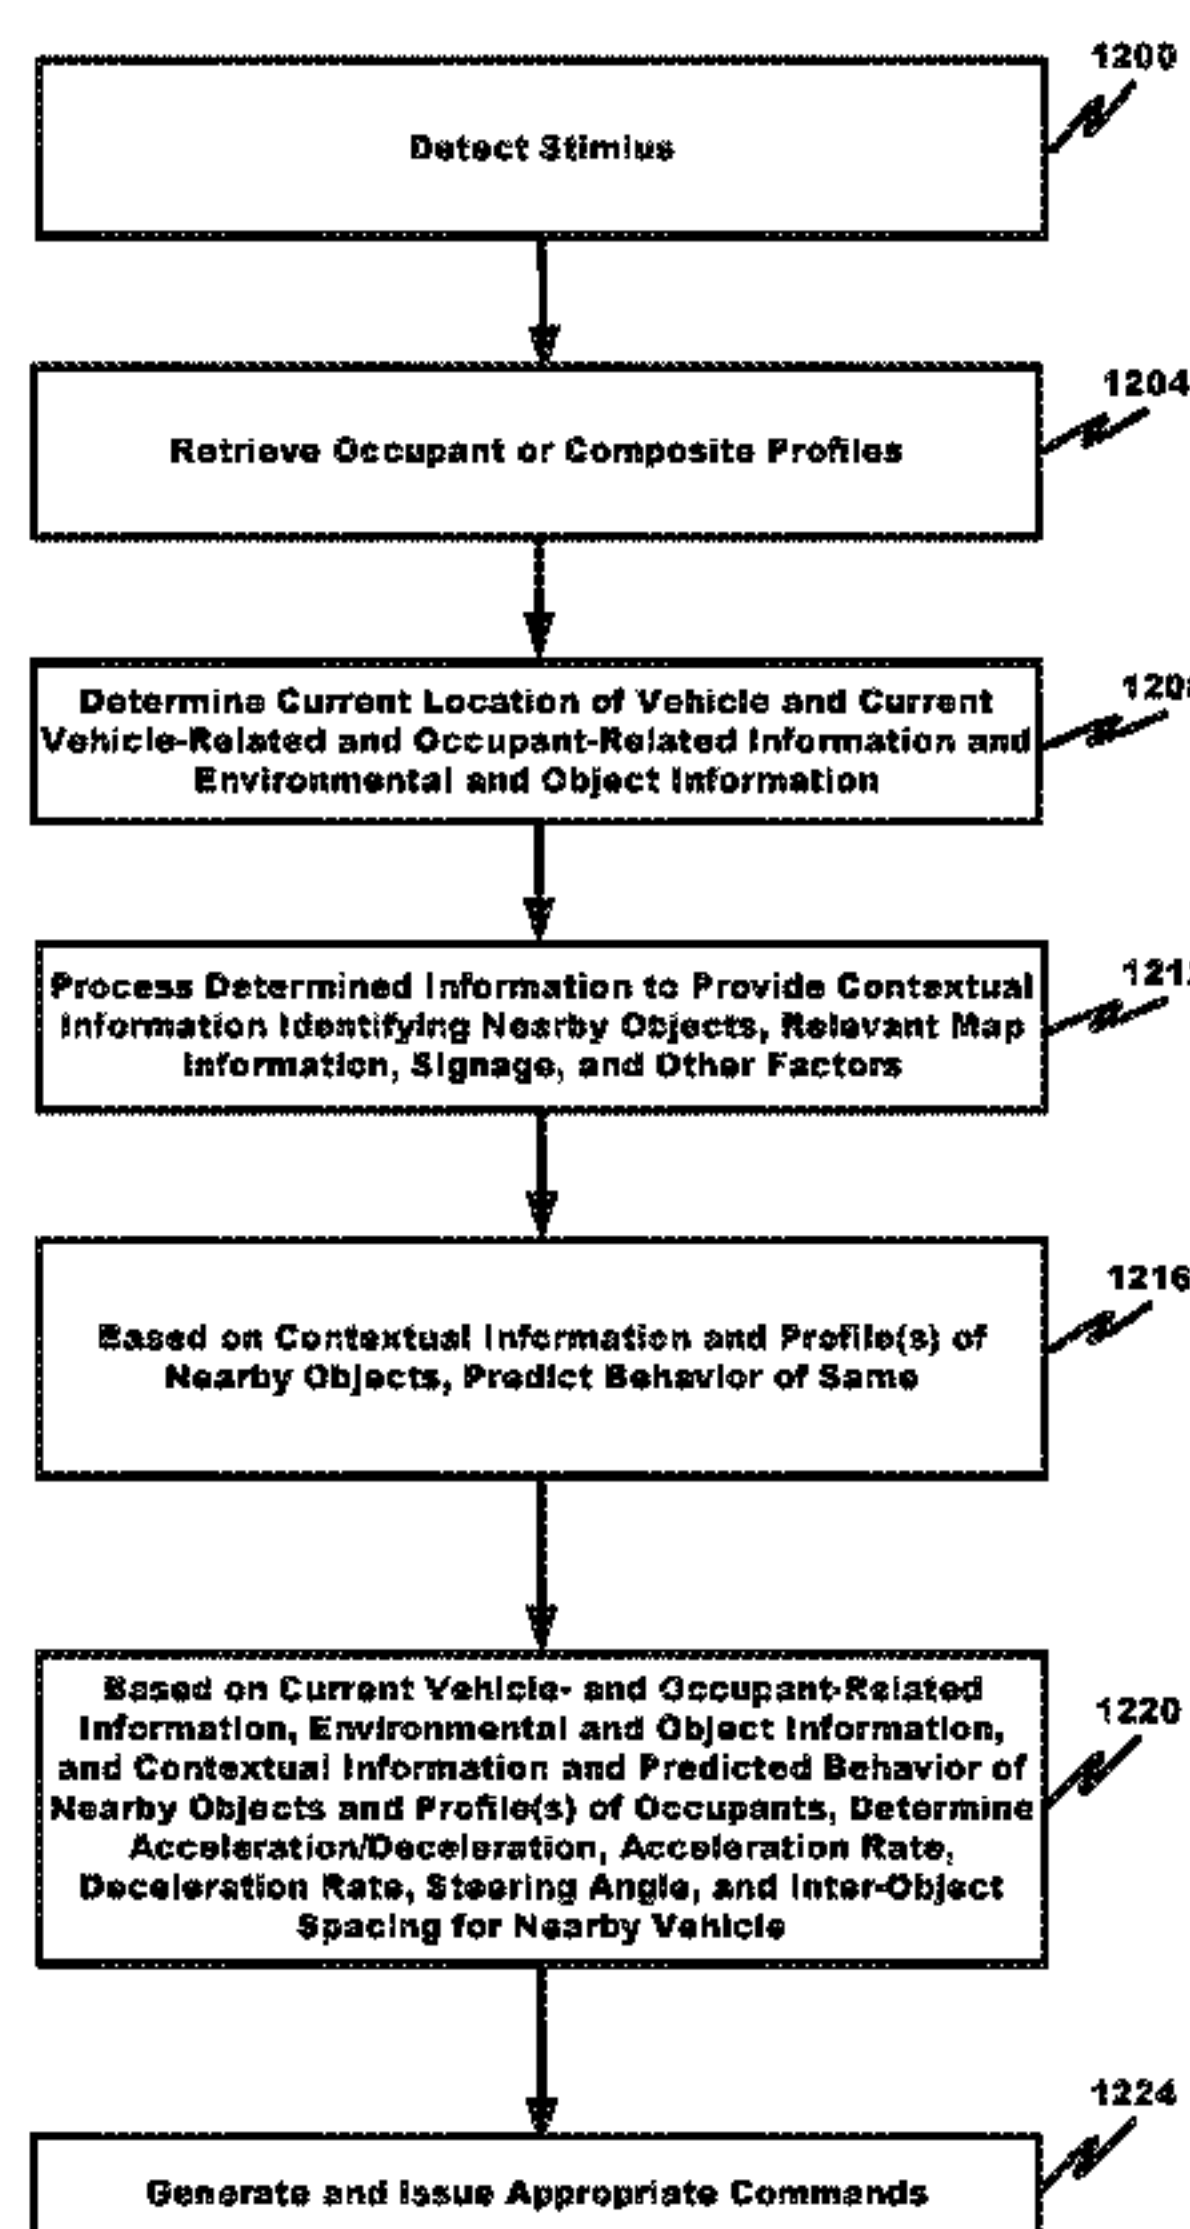 1200
Detect Stimlus
1204
Retrieve Occupant or Composite Profiles
Determine Current Location of Vehicle and Current
Vehicle-Related and Occupant-Related Information and
Environmental and Object Information
Process Determined Information to Provide Contextual
Information Identifying Nearby Objects, Relevant Map
Information, Signage, and Other Factors
1216
Based on Contextual Information and Profile(s) of
Nearby Objects, Predict Behavior of Same
Based on Current Vehicle- and Occupant-Related
Information, Environmental and Object Information,
1220
and Contextual Information and Predicted Behavior of
Nearby Objects and Profile(s) of Occupants, Determine
Acceleration/Deceleration, Acceleration Rate,
Deceleration Rate, Steering Angle, and Inter-Object
Spacing for Nearby Vehicle
1224
Generate and Issue Appropriate Commands